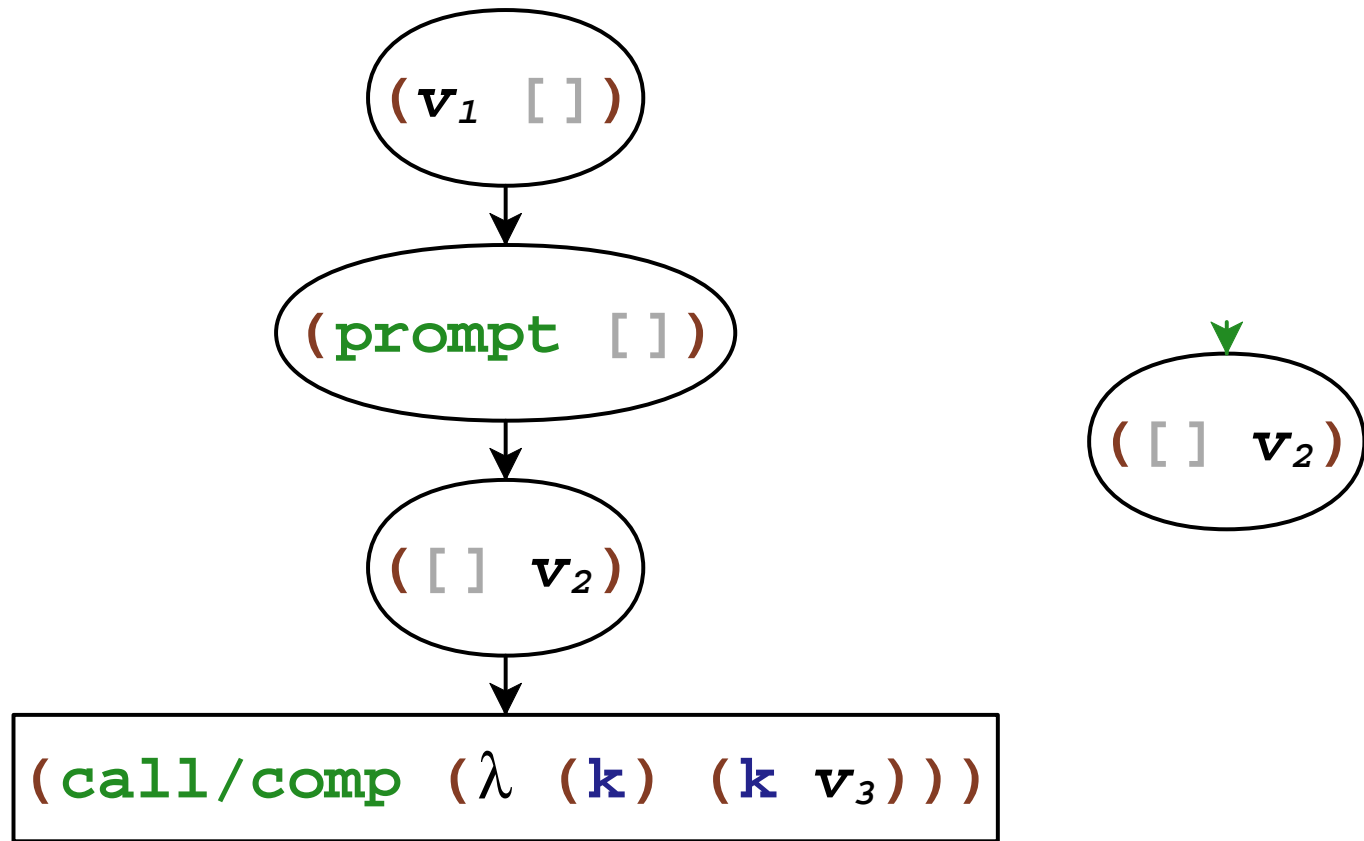 (v₁ [])
(prompt [])
([] v₂)
([] v₂)
(call/comp (λ (k) (k v₃)))